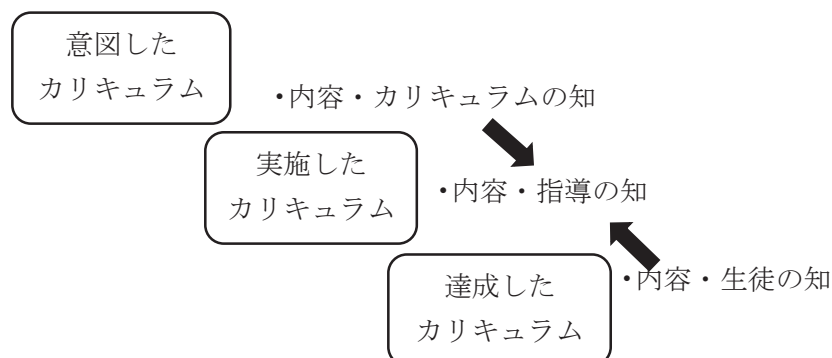 意図した
カリキュラム
・内容・カリキュラムの知
実施した
カリキュラム
・内容・指導の知
達成した
カリキュラム
・内容・生徒の知